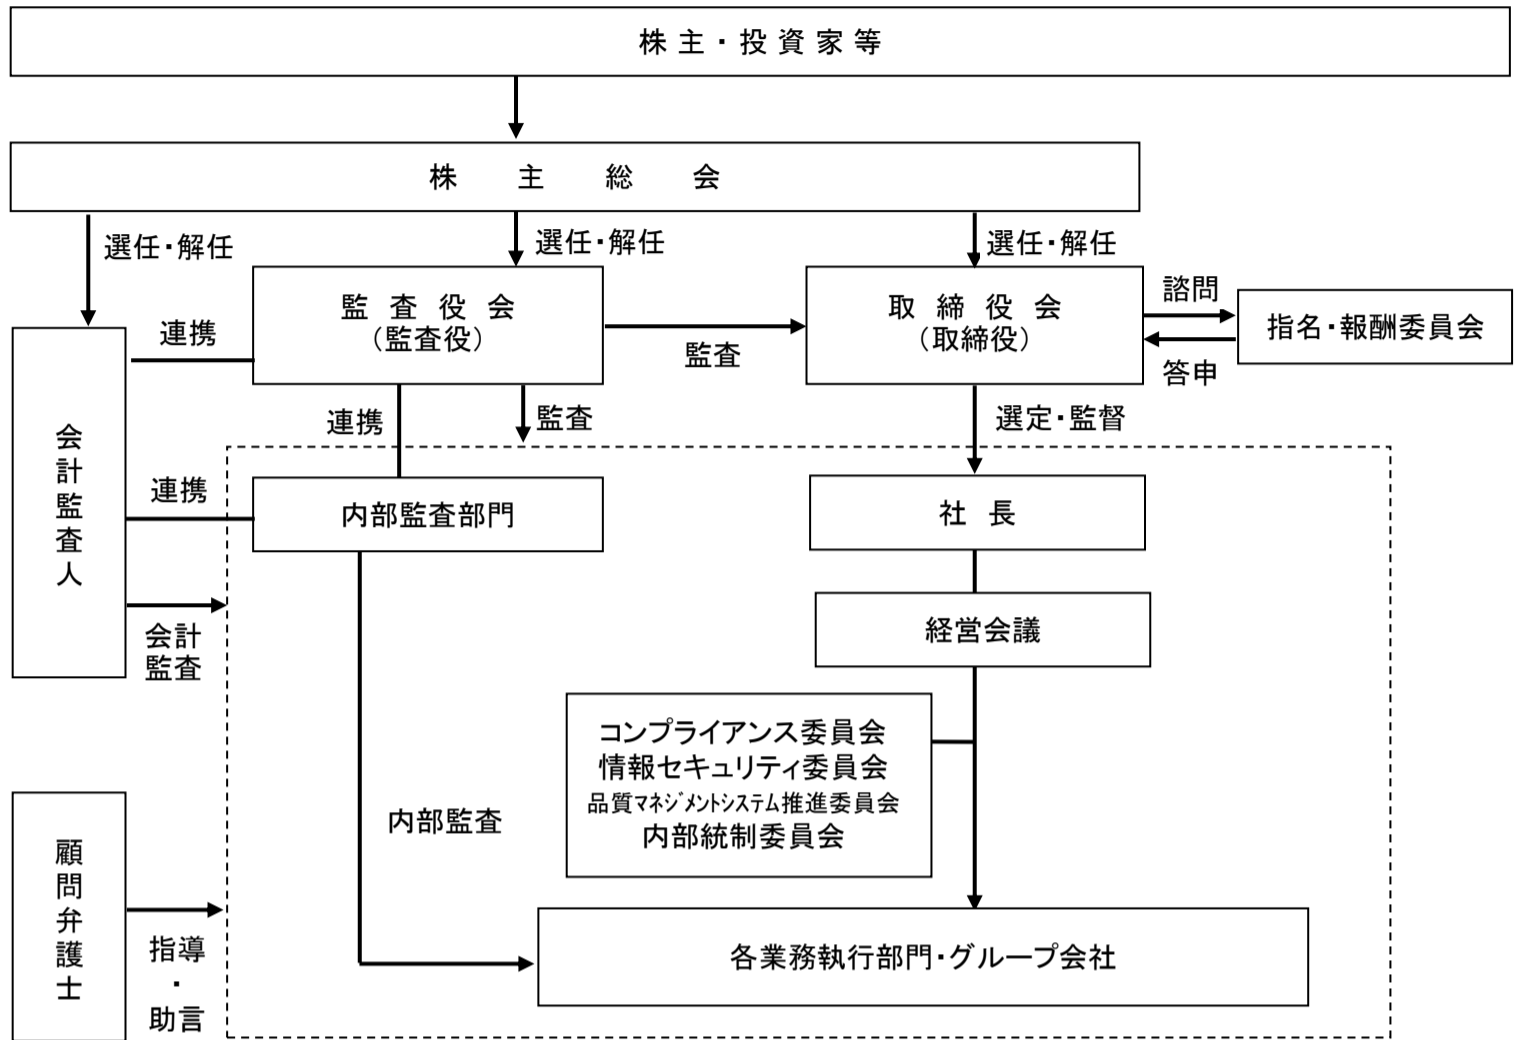 株主・投資家等
株主総会
選任・解任
選任・解任
選任・解任
監査役会
(監査役)
取締役会
(取締役)
諮問
指名・報酬委員会
答申
連携
監査
会計監査人
連携
監査
選定・監督
連携
内部監査部門
社長
会計
監査
経営会議
コンプライアンス委員会
情報セキュリティ委員会
品質ﾏﾈｼﾞﾒﾝﾄｼｽﾃﾑ推進委員会
内部統制委員会
内部監査
顧問弁護士
指導
・
助言
各業務執行部門・グループ会社